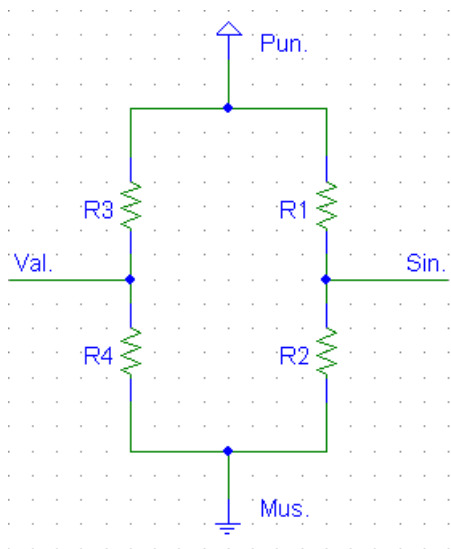 Pun.
R3
R1
Val.
Sin.
R4
R2
Mus.